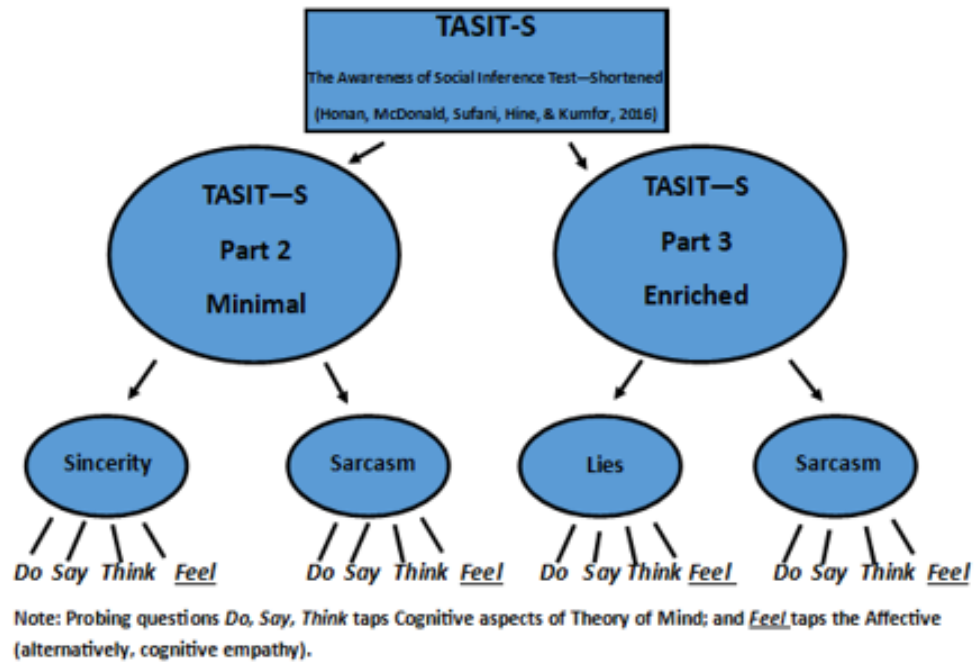 TASIT-S
The Awareness of Social Inference Test—Shortened
(Honan, McDonald, Sufani, Hine, & Kumfor, 2016)
TASIT—S
Part 2
Minimal
TASIT—S
Part 3
Enriched
Sincerity
Sarcasm
Lies
Sarcasm
Do Say Think Feel
Do Say Think Feel
Do Say Think Feel
Do Say Think Feel
Note: Probing questions Do, Say, Think taps Cognitive aspects of Theory of Mind; and Feel taps the Affective
(alternatively, cognitive empathy).